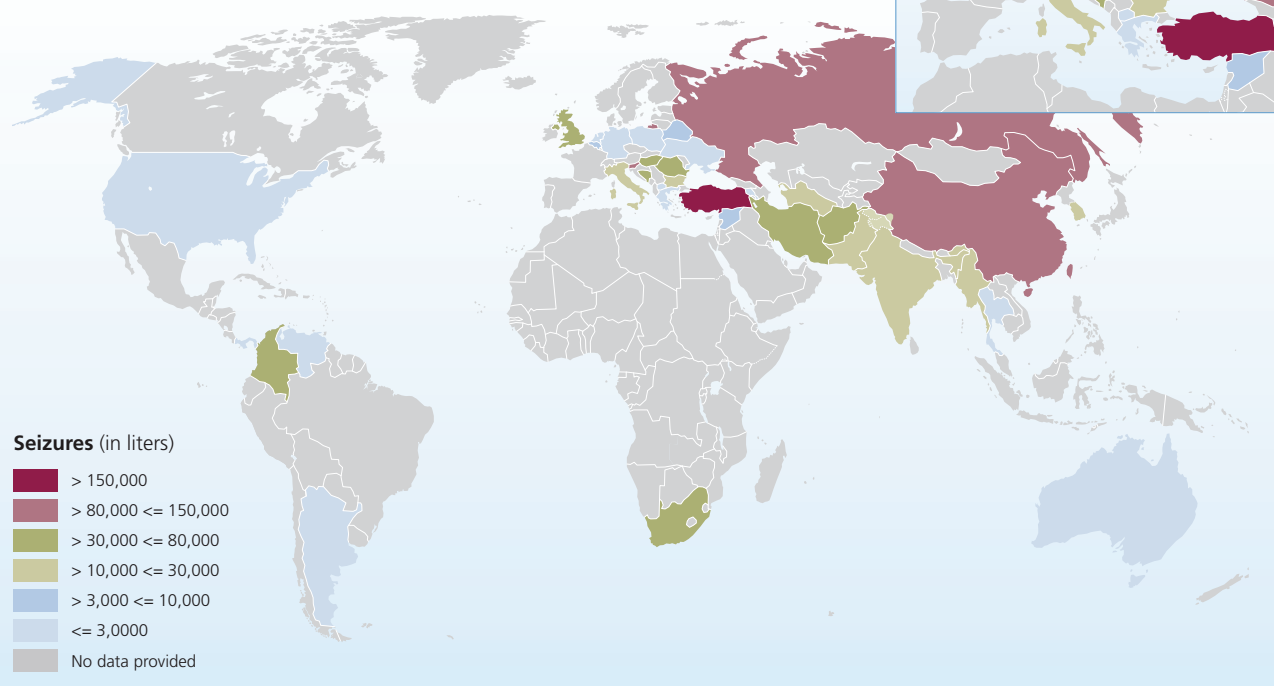 Seizures (in liters)
> 150,000
> 80,000 <= 150,000
> 30,000 <= 80,000
> 10,000 <= 30,000
> 3,000 <= 10,000
<= 3,0000
No data provided